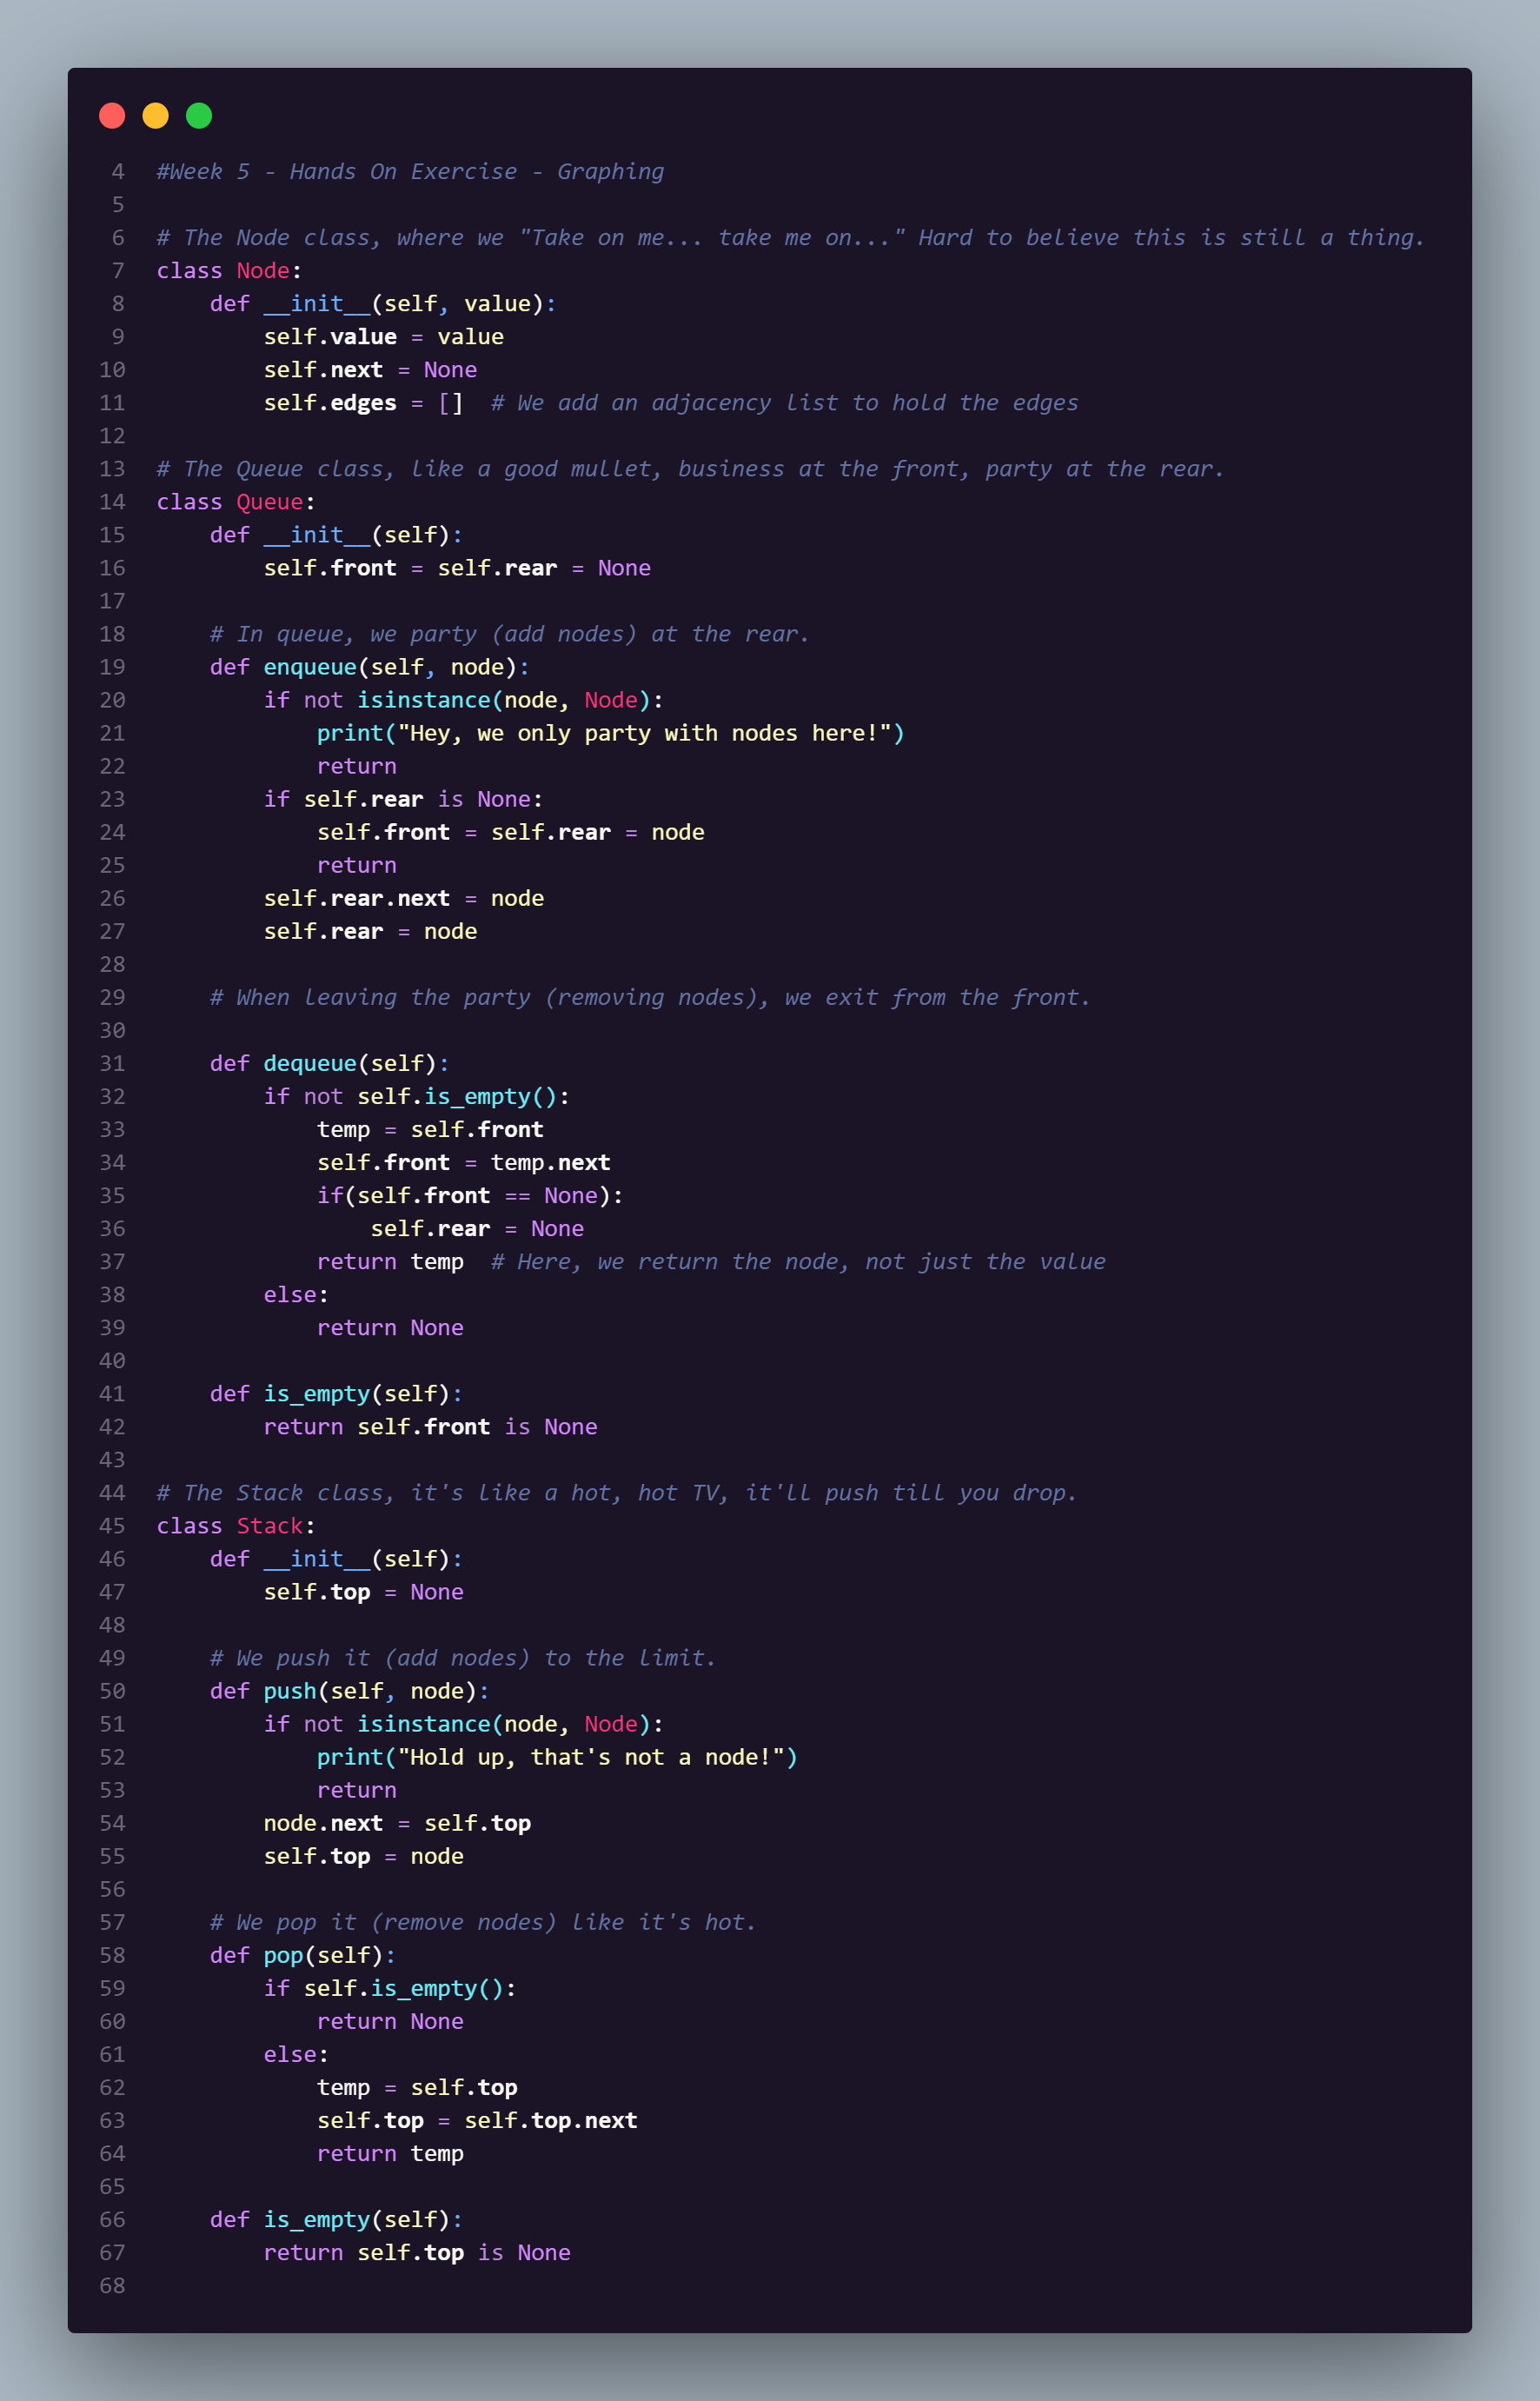 4 #Week 5 - Hands On Exercise - Graphing
5
6 # The Node class, where we "Take on me... take me on..." Hard to believe this is still a thing.
7 class Node:
8     def __init__(self, value):
9         self.value = value
10         self.next = None
11         self.edges = []  # We add an adjacency list to hold the edges
12
13 # The Queue class, like a good mullet, business at the front, party at the rear.
14 class Queue:
15     def __init__(self):
16         self.front = self.rear = None
17
18     # In queue, we party (add nodes) at the rear.
19     def enqueue(self, node):
20         if not isinstance(node, Node):
21             print("Hey, we only party with nodes here!")
22             return
23         if self.rear is None:
24             self.front = self.rear = node
25             return
26         self.rear.next = node
27         self.rear = node
28
29     # When leaving the party (removing nodes), we exit from the front.
30
31     def dequeue(self):
32         if not self.is_empty():
33             temp = self.front
34             self.front = temp.next
35             if(self.front == None):
36                 self.rear = None
37             return temp  # Here, we return the node, not just the value
38         else:
39             return None
40
41     def is_empty(self):
42         return self.front is None
43
44 # The Stack class, it's like a hot, hot TV, it'll push till you drop.
45 class Stack:
46     def __init__(self):
47         self.top = None
48
49     # We push it (add nodes) to the limit.
50     def push(self, node):
51         if not isinstance(node, Node):
52             print("Hold up, that's not a node!")
53             return
54         node.next = self.top
55         self.top = node
56
57     # We pop it (remove nodes) like it's hot.
58     def pop(self):
59         if self.is_empty():
60             return None
61         else:
62             temp = self.top
63             self.top = self.top.next
64             return temp
65
66     def is_empty(self):
67         return self.top is None
68